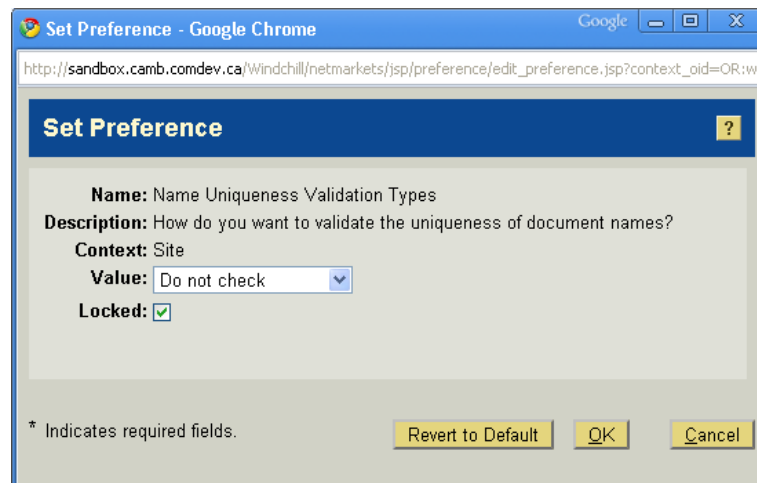 Set Preference - Google Chrome Google
http://sandbox.camb.comdev.ca/Windchill/netmarkets/jsp/preference/edit_preference.jsp?context_oid=OR:w
Set Preference ?
Name: Name Uniqueness Validation Types
Description: How do you want to validate the uniqueness of document names?
Context: Site
Value: Do not check
Locked:
* Indicates required fields. Revert to Default OK Cancel